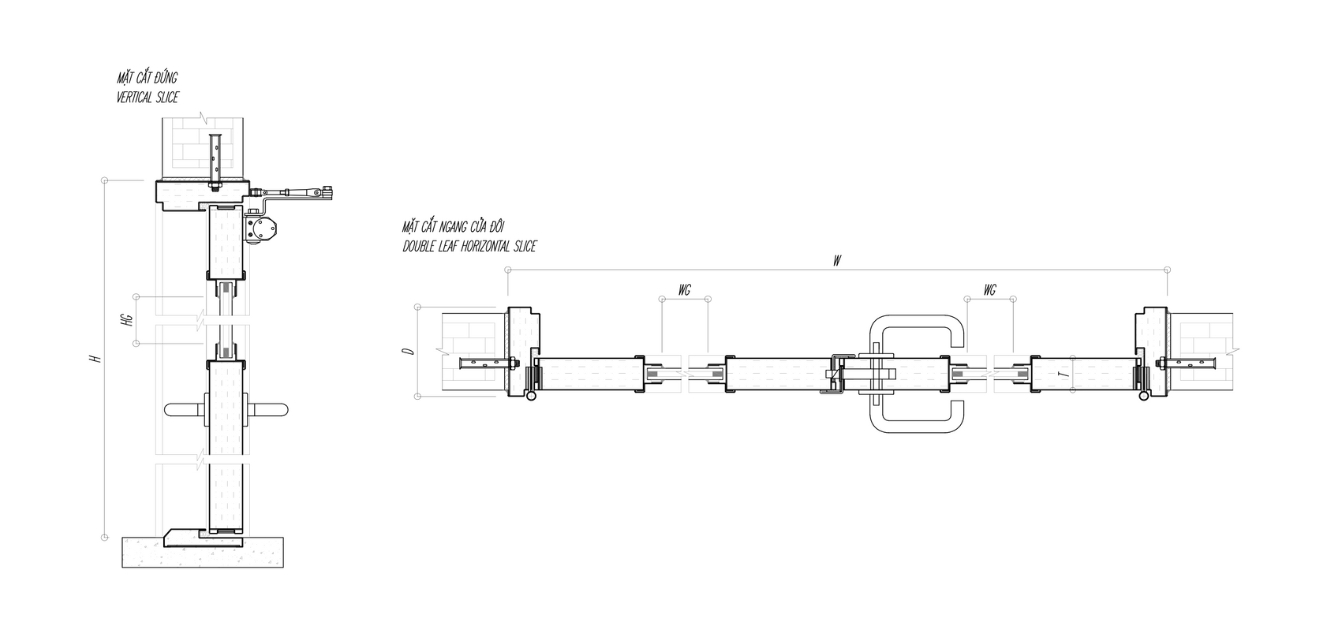 MẶT CẮT ĐỨNG
VERTICAL SLICE
H
HG
MẶT CẮT NGANG CỬA ĐÔI
DOUBLE LEAF HORIZONTAL SLICE
W
WG
WG
D
T